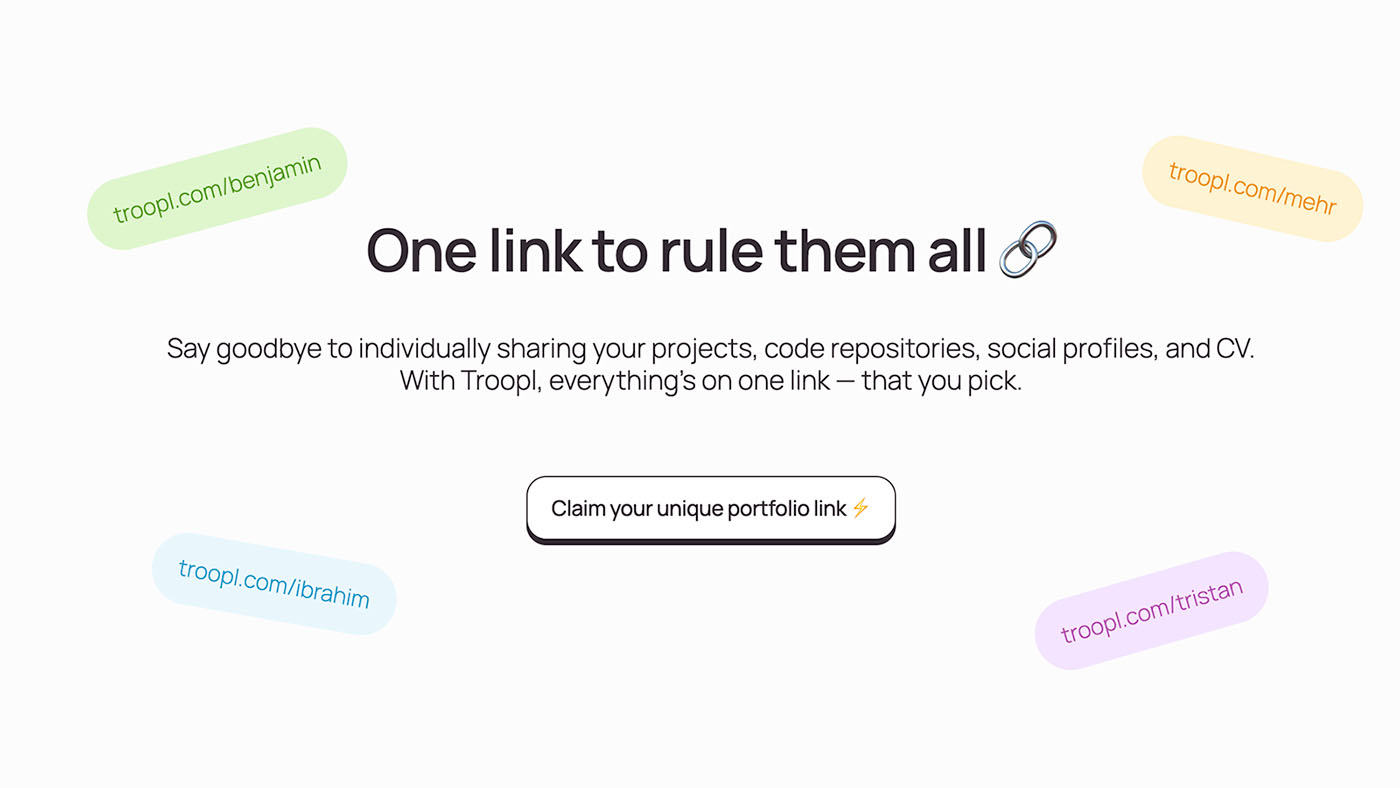 troopl.com/benjamin
troopl.com/mehr
One link to rule them all 🔗
Say goodbye to individually sharing your projects, code repositories, social profiles, and CV.
With Troopl, everything's on one link — that you pick.
Claim your unique portfolio link ⚡
troopl.com/ibrahim
troopl.com/tristan